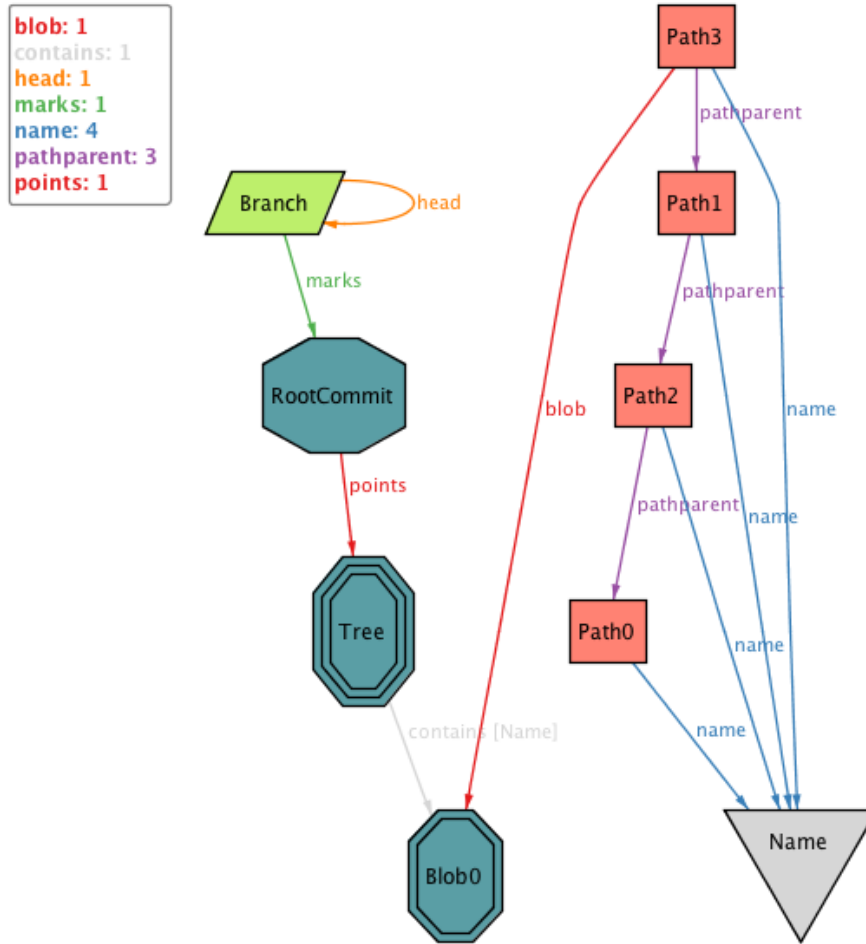 blob: 1
contains: 1
head: 1
marks: 1
name: 4
pathparent: 3
points: 1
Path3
pathparent
Branch
head
Path1
marks
pathparent
RootCommit
Path2
blob
name
points
pathparent
name
Tree
Path0
name
contains [Name]
name
Blob0
Name